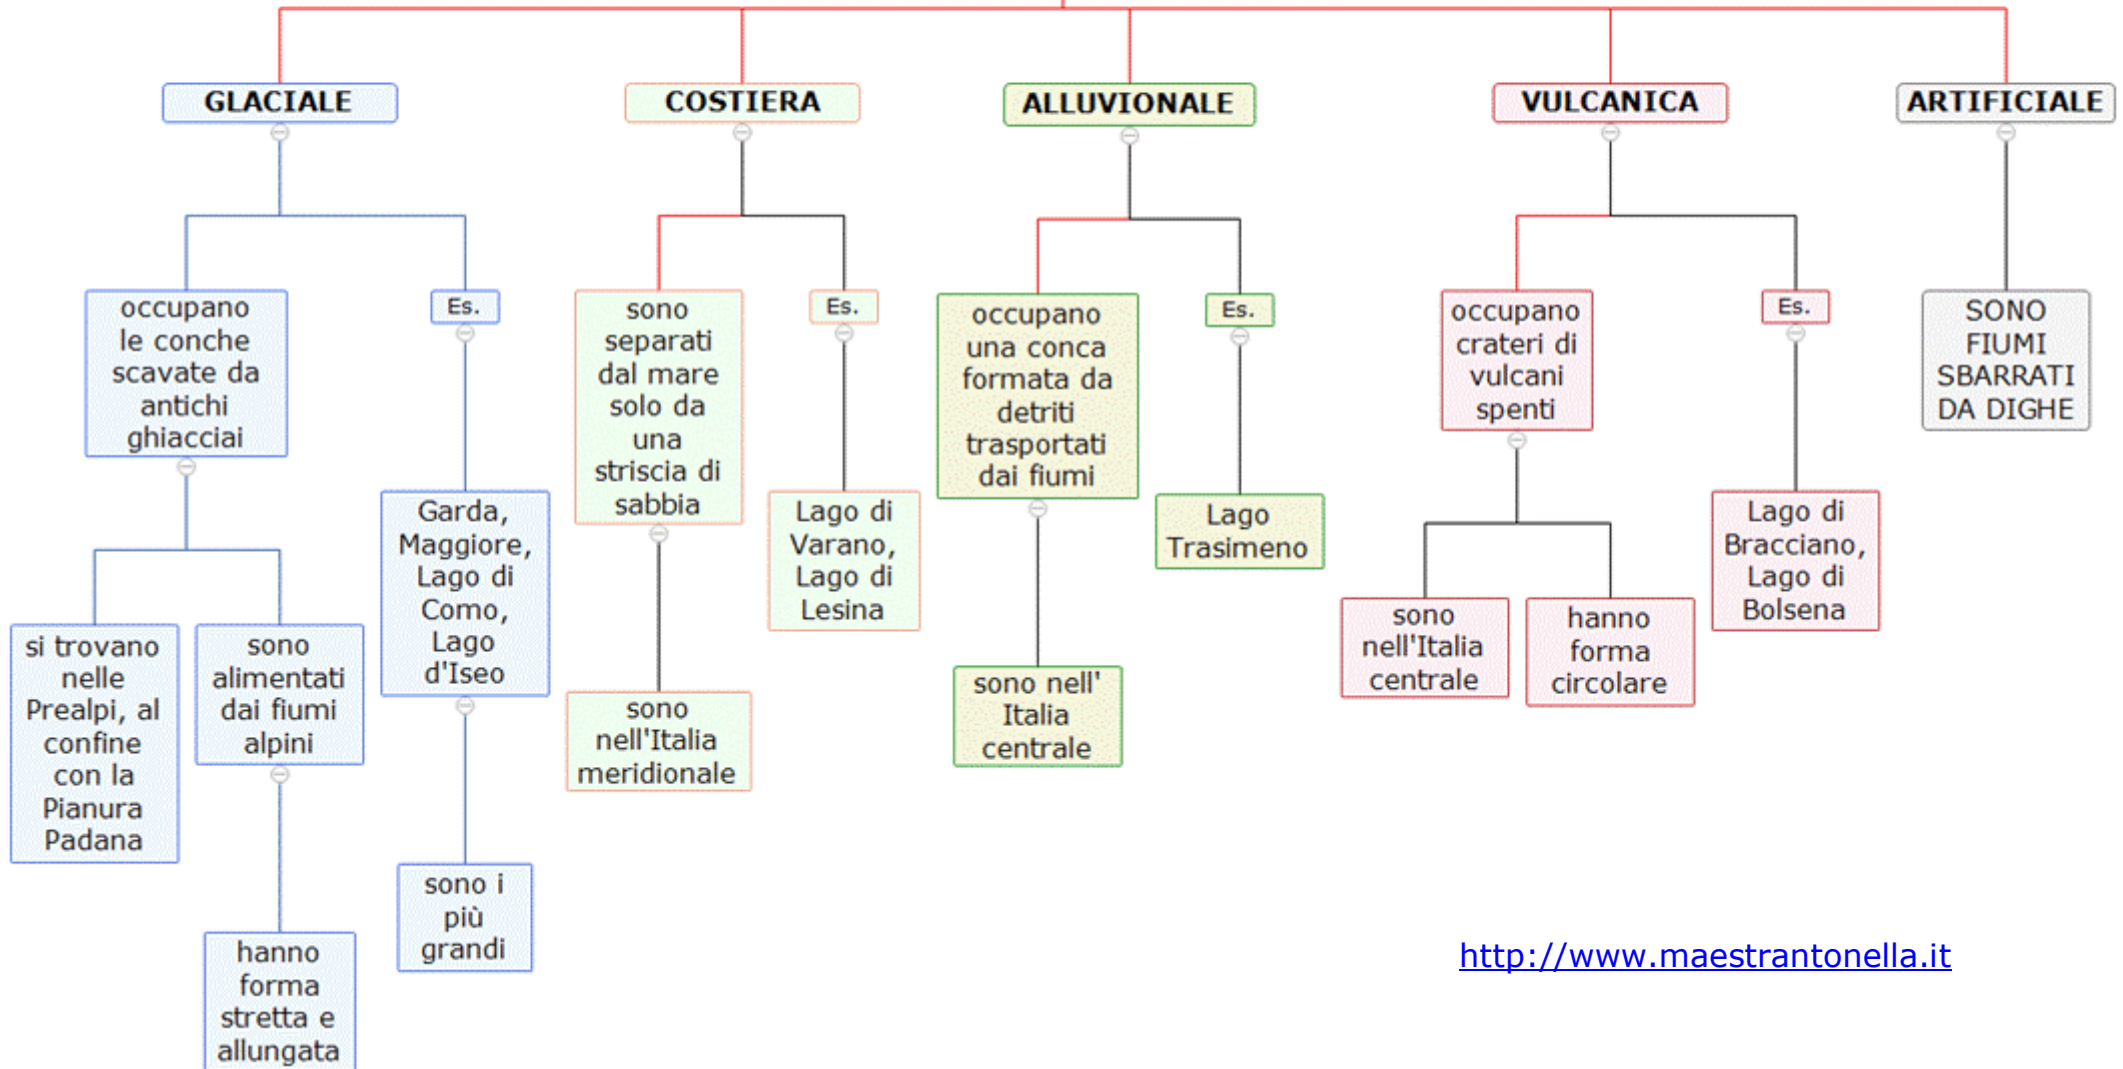 GLACIALE
COSTIERA
ALLUVIONALE
VULCANICA
ARTIFICIALE
occupano
le conche
scavate da
antichi
ghiacciai
Es.
sono
separati
dal mare
solo da
una
striscia di
sabbia
Es.
occupano
una conca
formata da
detriti
trasportati
dai fiumi
Es.
occupano
crateri di
vulcani
spenti
Es.
SONO
FIUMI
SBARRATI
DA DIGHE
Garda,
Maggiore,
Lago di
Como,
Lago
d'Iseo
Lago di
Varano,
Lago di
Lesina
Lago
Trasimeno
Lago di
Bracciano,
Lago di
Bolsena
si trovano
nelle
Prealpi, al
confine
con la
Pianura
Padana
sono
alimentati
dai fiumi
alpini
sono
nell'Italia
meridionale
sono nell'
Italia
centrale
sono
nell'Italia
centrale
hanno
forma
circolare
sono i
più
grandi
hanno
forma
stretta e
allungata
http://www.maestrantonella.it